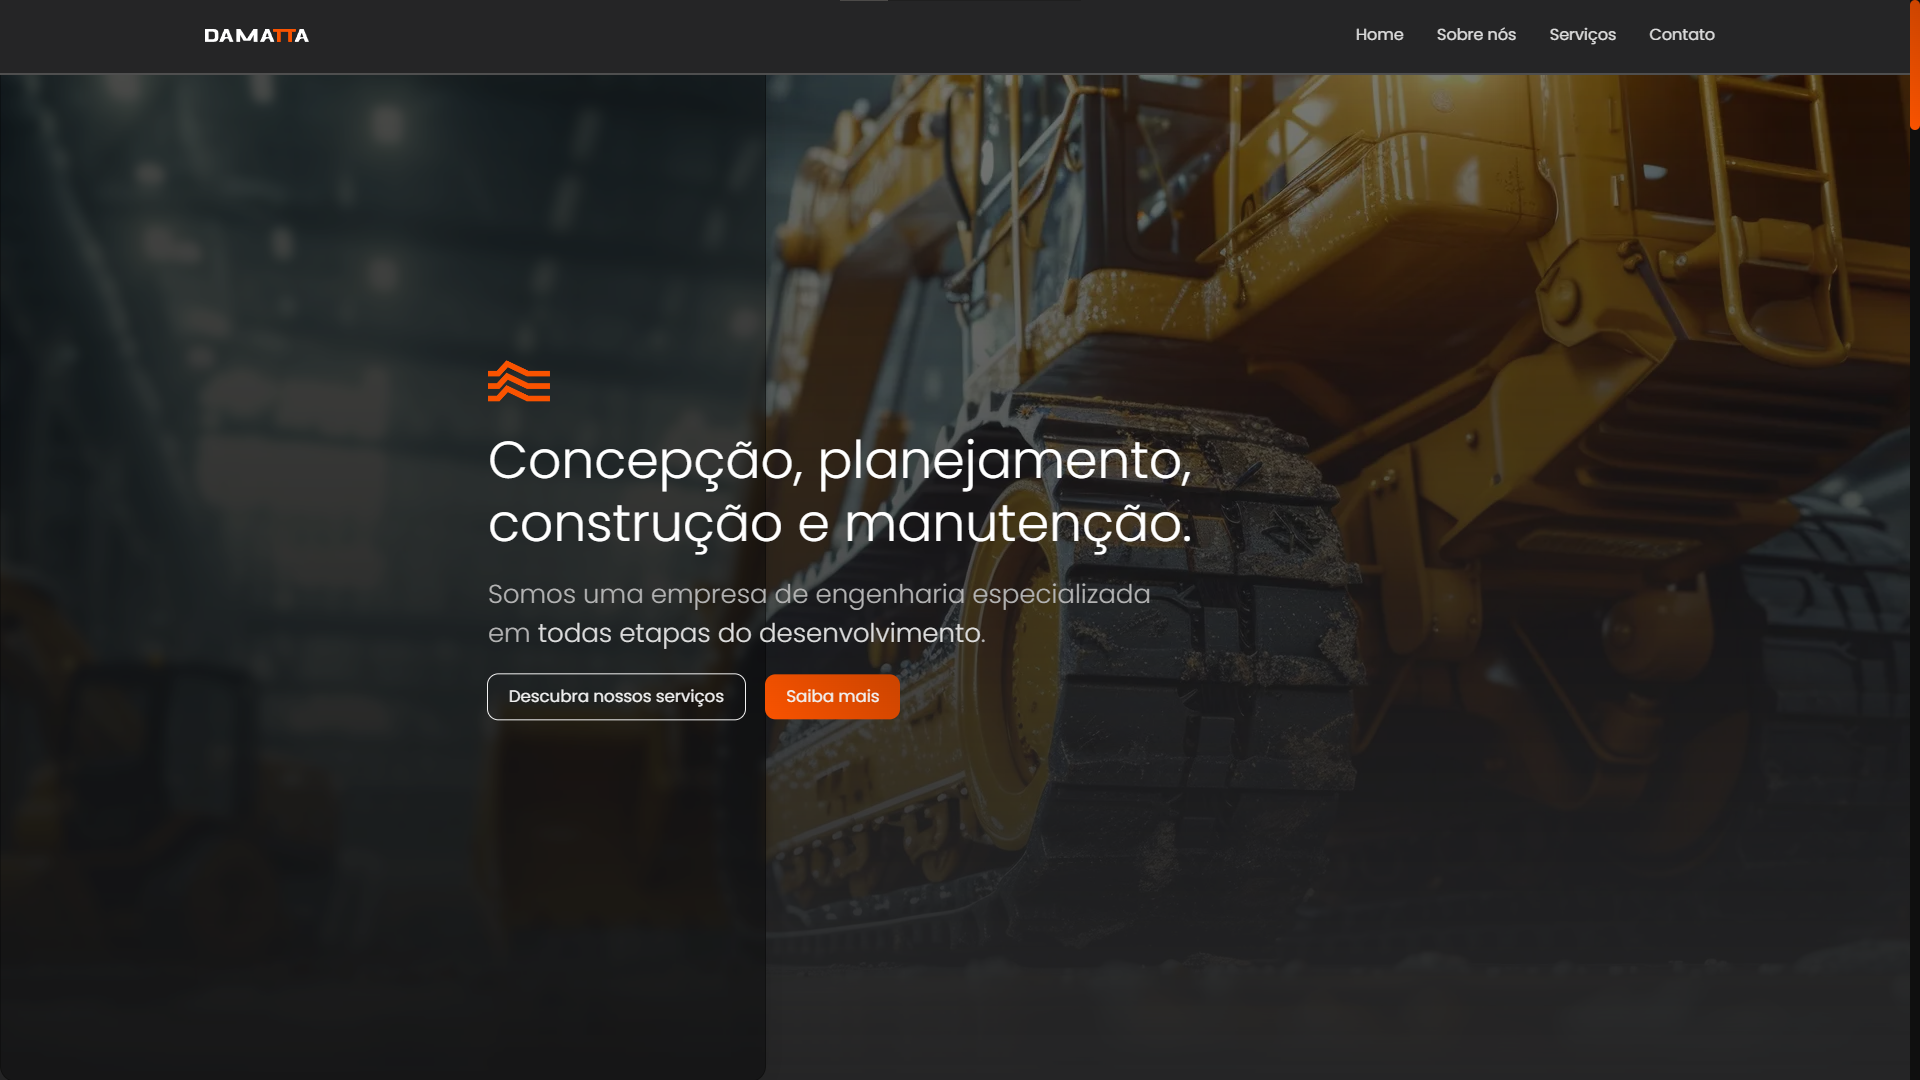 DAMATTA
Home Sobre nós Serviços Contato
Concepção, planejamento,
construção e manutenção.
Somos uma empresa de engenharia especializada
em todas etapas do desenvolvimento.
Descubra nossos serviços Saiba mais